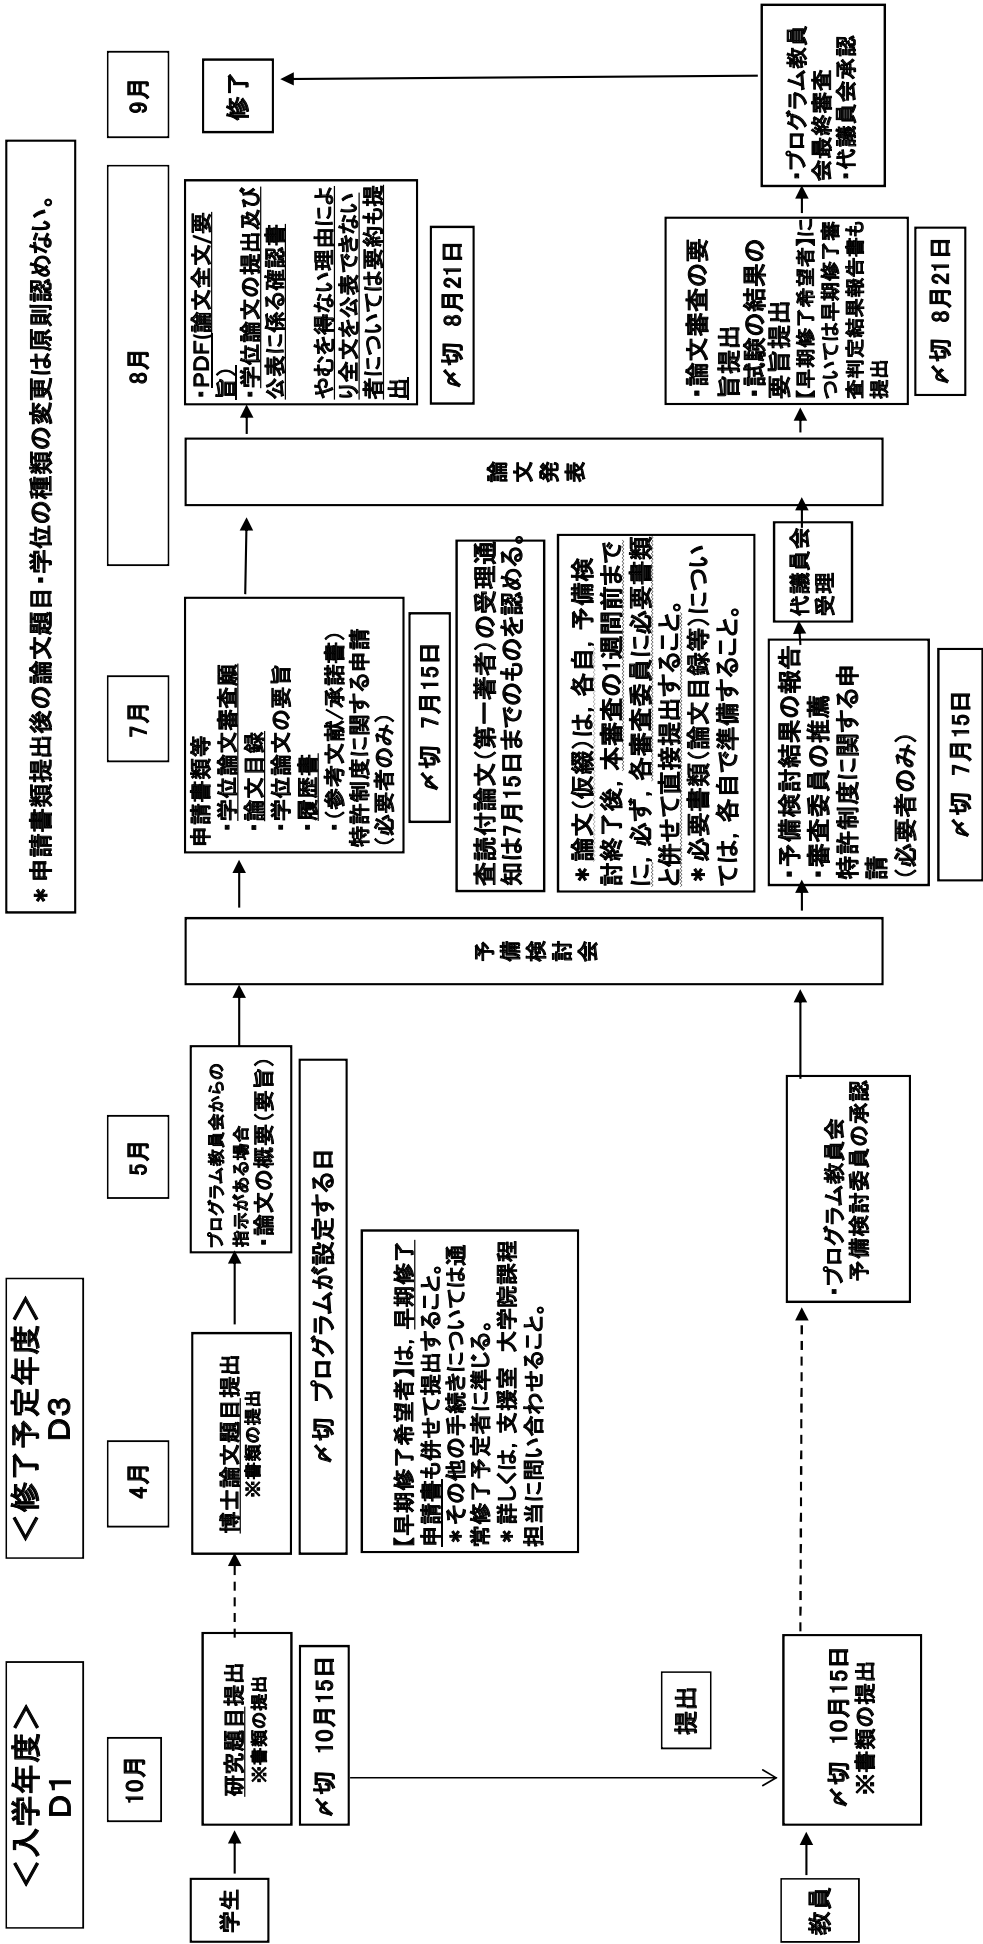 ＜入学年度＞
D1
＜修了予定年度＞
D3
＊申請書類提出後の論文題目・学位の種類の変更は原則認めない。
10月
4月
5月
7月
8月
9月
学生
研究題目提出
※書類の提出
〆切 10月15日
博士論文題目提出
※書類の提出
プログラム教員会からの
指示がある場合
・論文の概要（要旨）
〆切 プログラムが設定する日
【早期修了希望者】は，早期修了
申請書も併せて提出すること。
＊その他の手続きについては通
常修了予定者に準じる。
＊詳しくは，支援室 大学院課程
担当に問い合わせること。
予備検討会
申請書類等
・学位論文審査願
・論文目録
・学位論文の要旨
・履歴書
・（参考文献/承諾書）
特許制度に関する申請
（必要者のみ）
〆切 7月15日
査読付論文（第一著者）の受理通
知は7月15日までのものを認める。
＊論文（仮綴）は，各自，予備検
討終了後，本審査の1週間前まで
に，必ず，各審査委員に必要書類
と併せて直接提出すること。
＊必要書類（論文目録等）につい
ては，各自で準備すること。
論文発表
・PDF（論文全文/要
旨）
・学位論文の提出及び
公表に係る確認書
やむを得ない理由によ
り全文を公表できない
者については要約も提
出
〆切 8月21日
修了
提出
教員
〆切 10月15日
※書類の提出
・プログラム教員会
予備検討委員の承認
・予備検討結果の報告
・審査委員の推薦
特許制度に関する申
請
（必要者のみ）
〆切 7月15日
代議員会
受理
・論文審査の要
旨提出
・試験の結果の
要旨提出
【早期修了希望者】に
ついては早期修了審
査判定結果報告書も
提出
〆切 8月21日
・プログラム教員
会最終審査
・代議員会承認